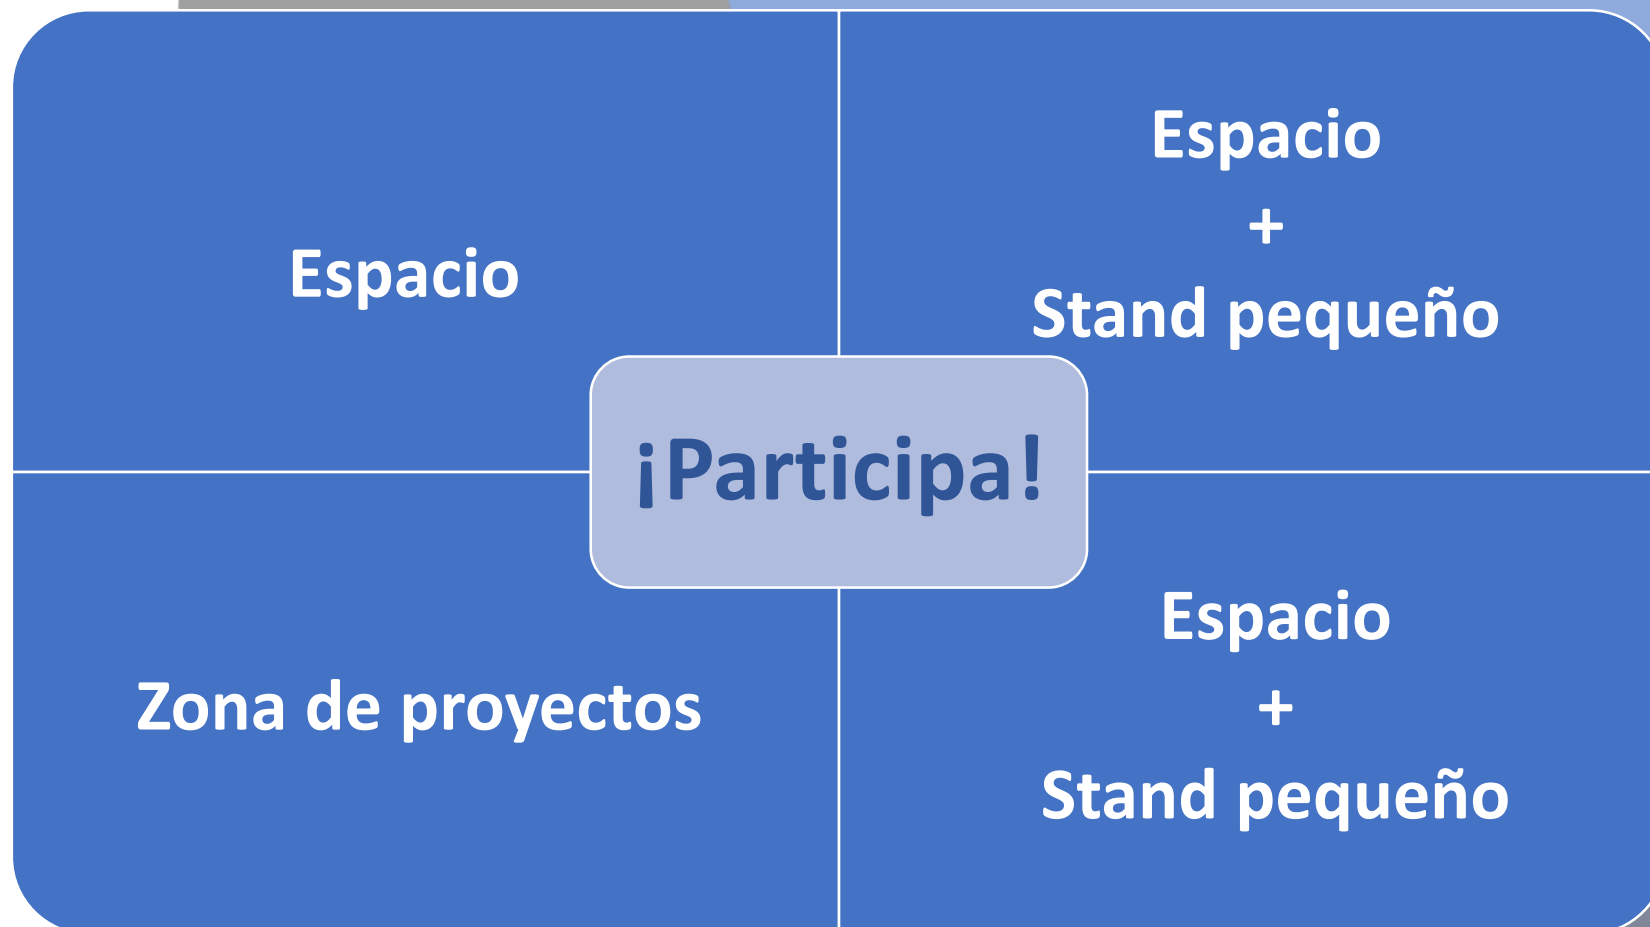 Espacio
Espacio
+
Stand pequeño
¡Participa!
Zona de proyectos
Espacio
+
Stand pequeño